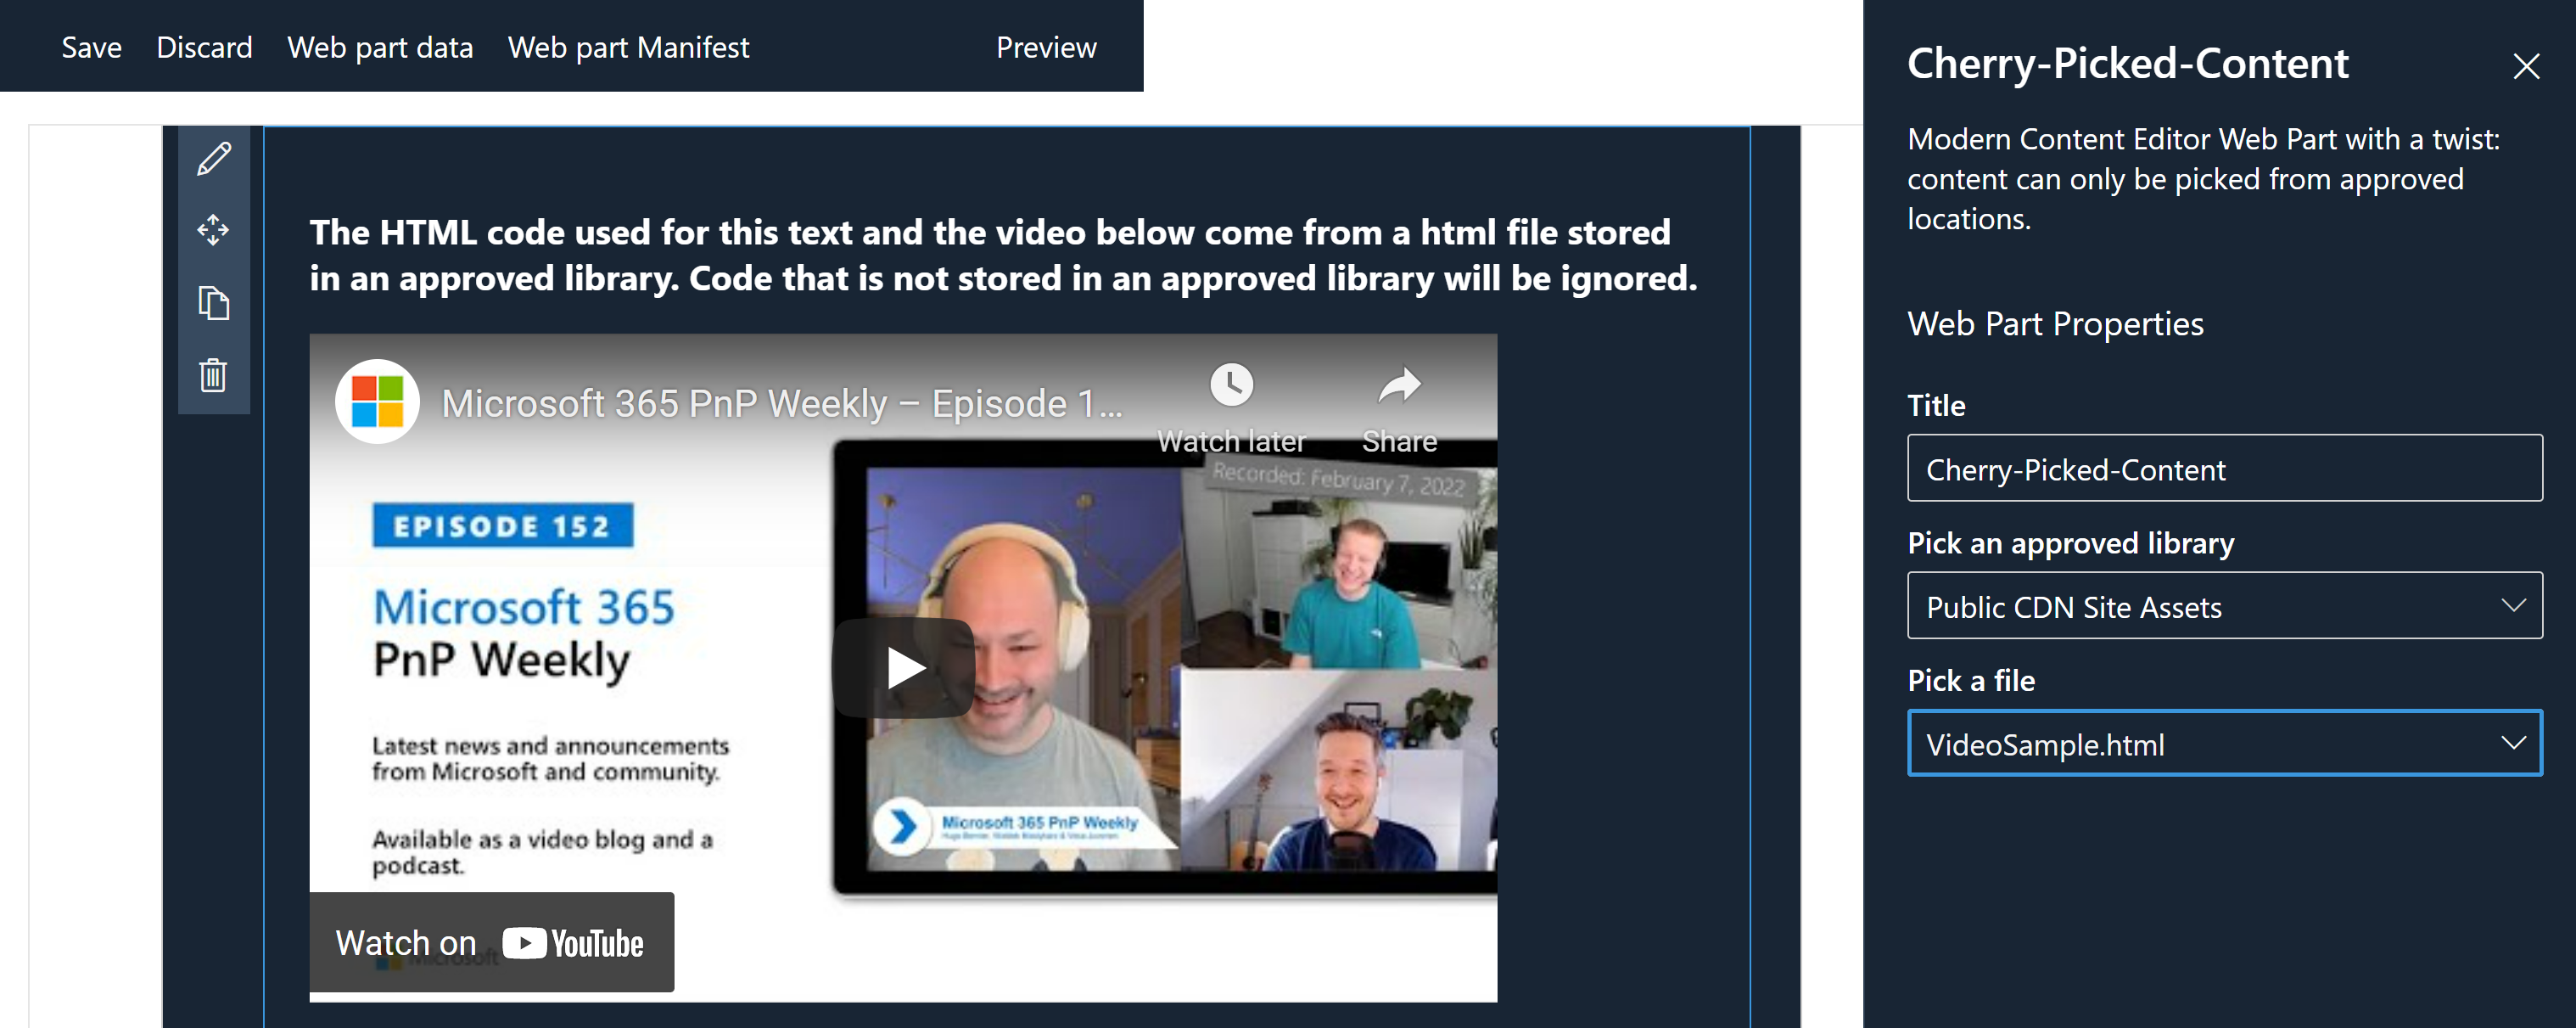 Save Discard Web part data Web part Manifest Preview
The HTML code used for this text and the video below come from a html file stored
in an approved library. Code that is not stored in an approved library will be ignored.
Microsoft 365 PnP Weekly – Episode 1...
Watch later Share
Recorded: February 7, 2022
EPISODE 152
Microsoft 365
PnP Weekly
Latest news and announcements
from Microsoft and community.
Available as a video blog and a
podcast.
Microsoft 365 PnP Weekly
Watch on YouTube
Microsoft
Cherry-Picked-Content
Modern Content Editor Web Part with a twist:
content can only be picked from approved
locations.
Web Part Properties
Title
Cherry-Picked-Content
Pick an approved library
Public CDN Site Assets
Pick a file
VideoSample.html